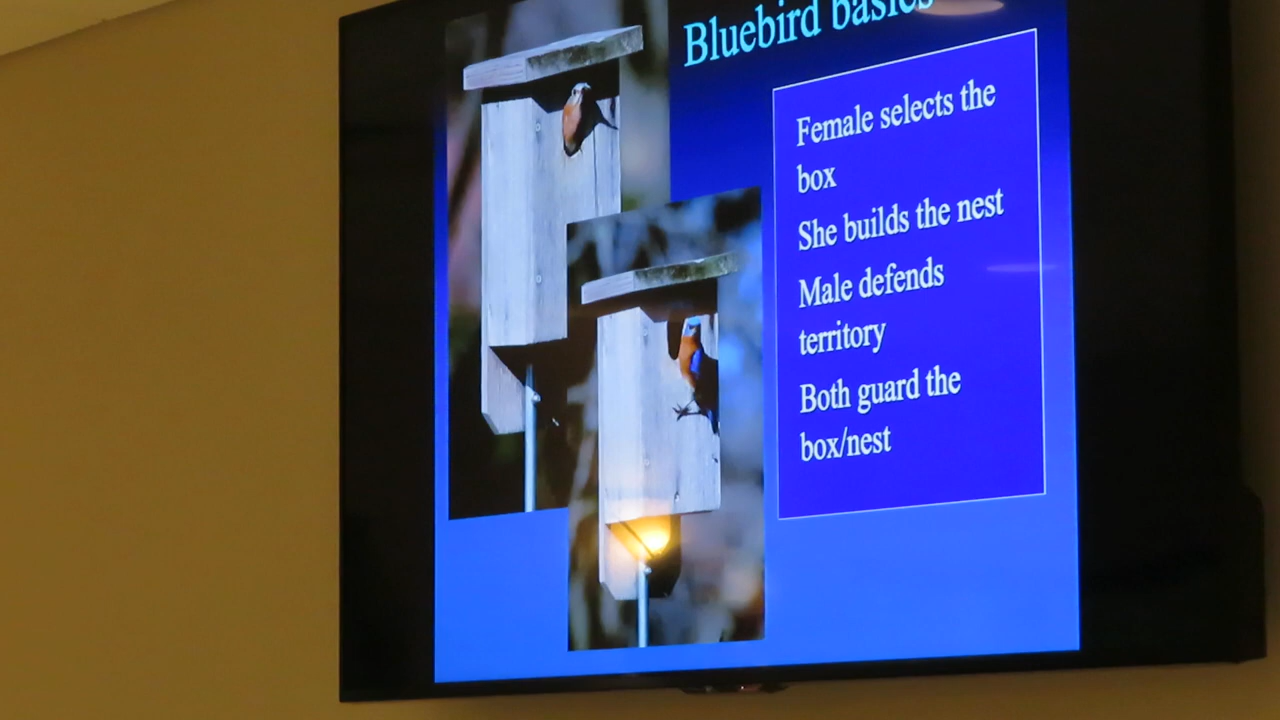 Bluebird basics
Female selects the
box
She builds the nest
Male defends
territory
Both guard the
box/nest